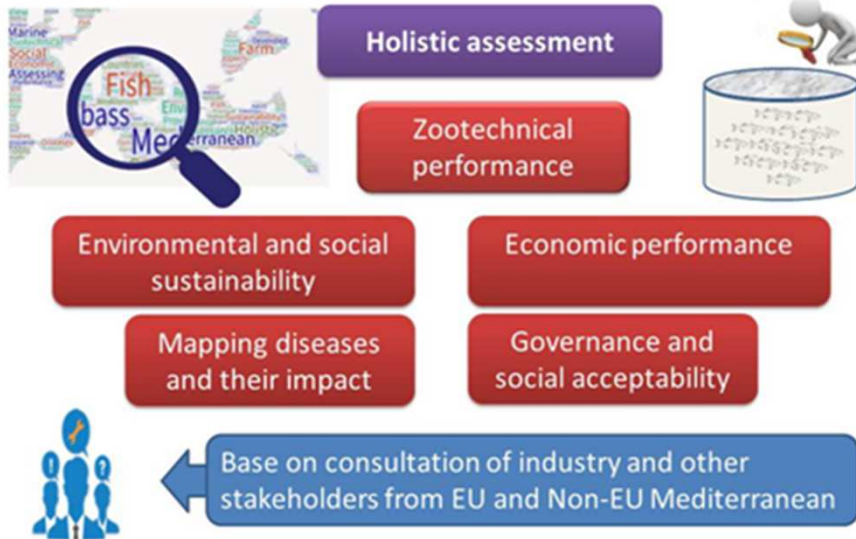 Marine
Social
Economic
Assessing
Countries
Fish
bass
Mediterranean
Farm
Holistic
Holistic assessment
Zootechnical
performance
Environmental and social
sustainability
Economic performance
Mapping diseases
and their impact
Governance and
social acceptability
!
?
Base on consultation of industry and other
stakeholders from EU and Non-EU Mediterranean